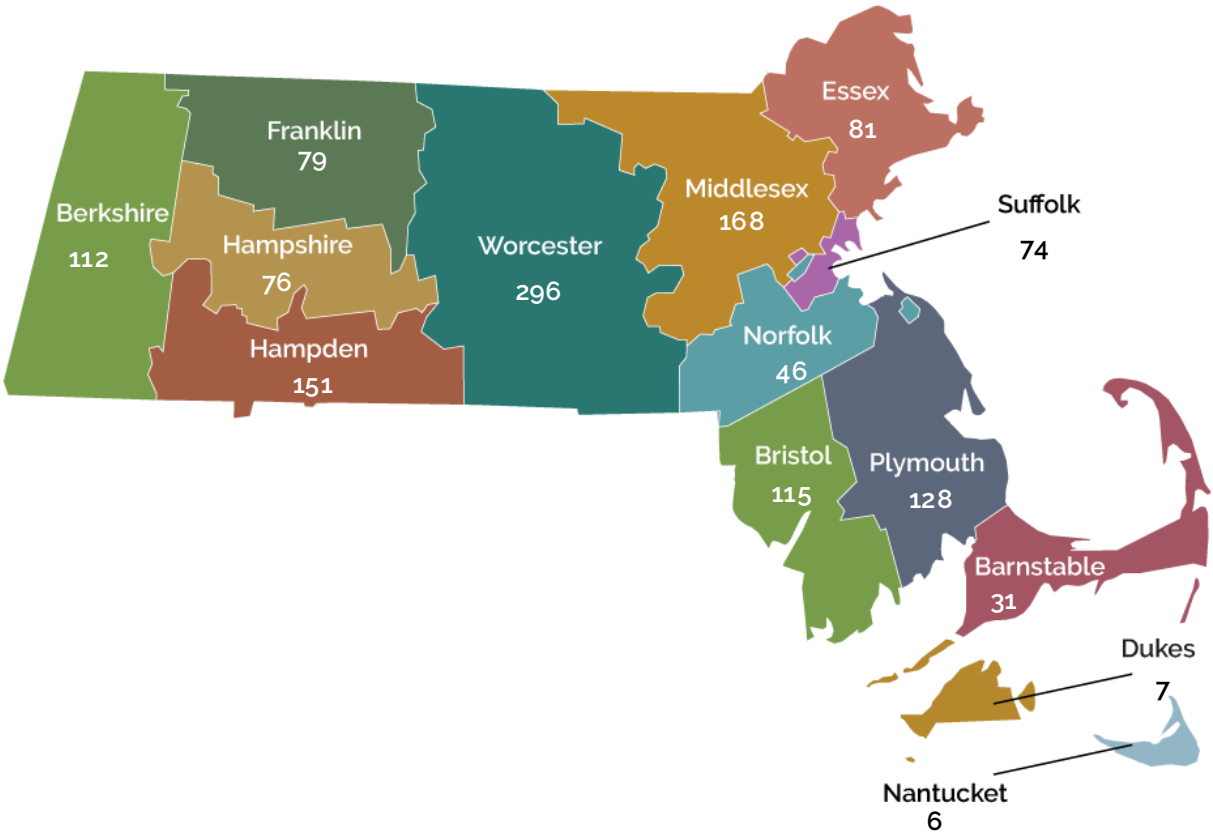 Essex
81
Franklin
79
Middlesex
168
Suffolk
74
Berkshire
112
Hampshire
76
Worcester
296
Norfolk
46
Hampden
151
Bristol
115
Plymouth
128
Barnstable
31
Dukes
7
Nantucket
6